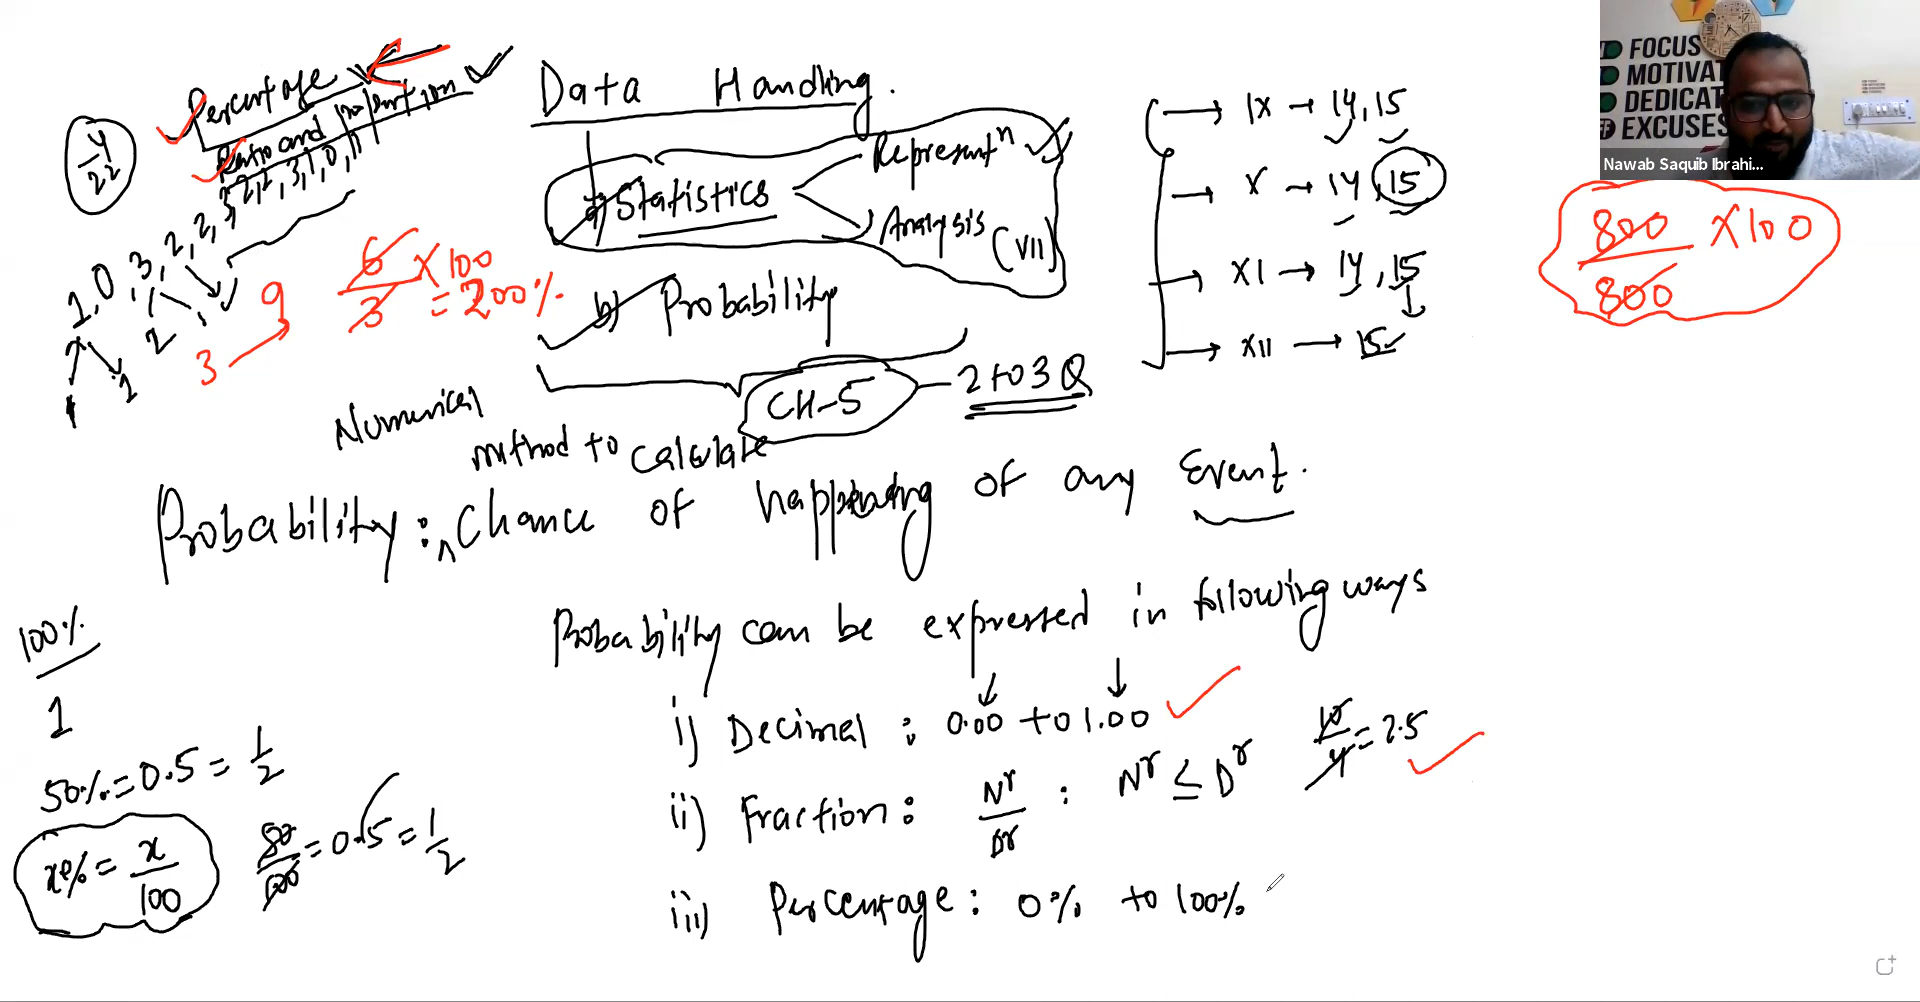 Percentage
Ratio and Proportion
4/22
3, 2, 2, 3, 1, 0, 1
1, 0, 3, 2, 2,
2
3 9
6/3 X 100
= 200%
Data Handling.
a) Statistics
Representⁿ
Analysis (VII)
b) Probability
CH-5 2 to 3 Q
IX → 14, 15
X → 14, 15
XI → 14, 15
XII → 15
FOCUS
MOTIVAT
DEDICAT
EXCUSES
Nawab Saquib Ibrahi...
800/800 X 100
Numerical method to calculate
Probability: Chance of happening of any Event.
Probability can be expressed in following ways
i) Decimal : 0.00 to 1.00
ii) Fraction : Nʳ/Dʳ : Nʳ ≤ Dʳ
10/4 = 2.5
iii) Percentage : 0% to 100%
100%
1
50% = 0.5 = 1/2
x% = x/100
= 0.5 = 1/2